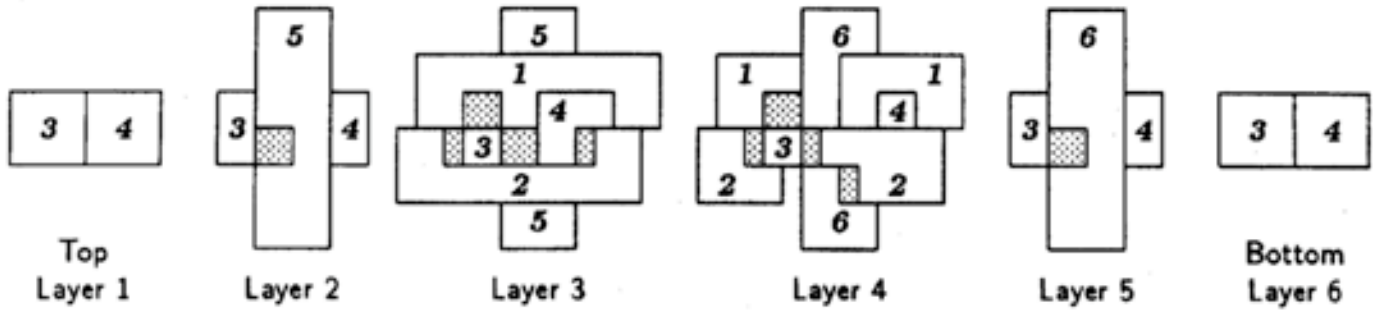 5 5 6 6
1 1 1
3 4 3 4 4 3 4 3 4
3 3
2 2 2
5 6
Top Bottom
Layer 1 Layer 2 Layer 3 Layer 4 Layer 5 Layer 6